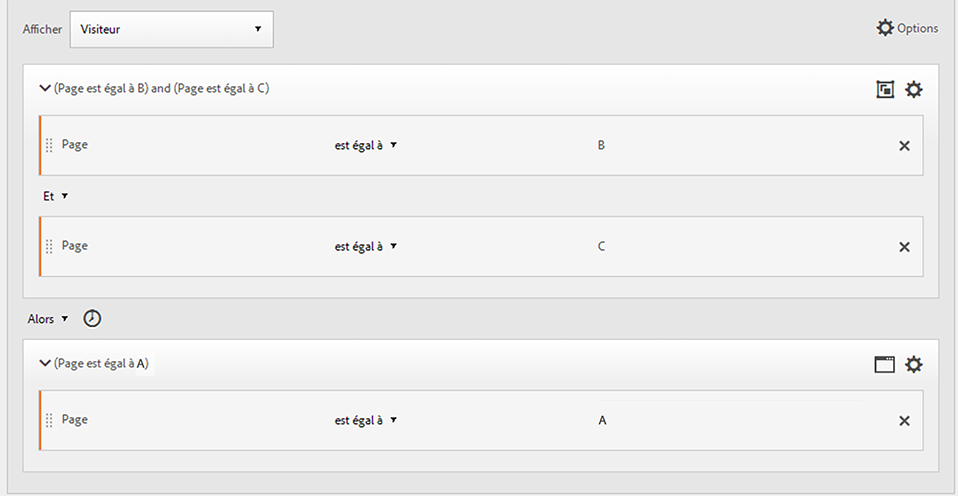 Afficher Visiteur Options
(Page est égal à B) and (Page est égal à C)
Page est égal à B
Et
Page est égal à C
Alors
(Page est égal à A)
Page est égal à A